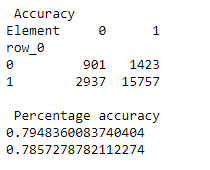 Accuracy
Element 0 1
row_0
0 901 1423
1 2937 15757
Percentage accuracy
0.7948360083740404
0.7857278782112274